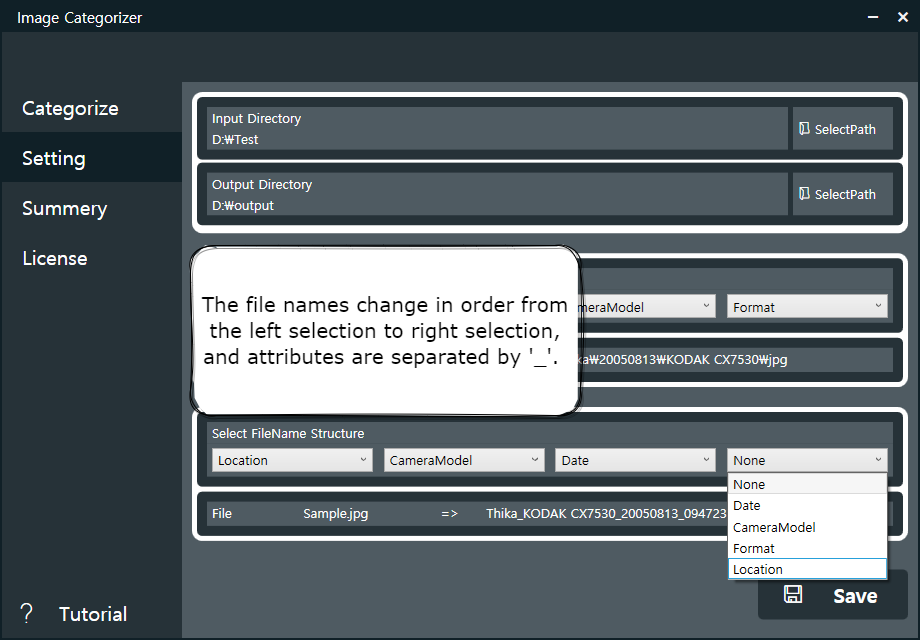 Image Categorizer
Categorize
Setting
Summery
License
? Tutorial
Input Directory
D:₩Test
SelectPath
Output Directory
D:₩output
SelectPath
The file names change in order from
the left selection to right selection,
and attributes are separated by '_'.
meraModel
Format
ka₩20050813₩KODAK CX7530₩jpg
Select FileName Structure
Location
CameraModel
Date
None
None
Date
CameraModel
Format
Location
File Sample.jpg => Thika_KODAK CX7530_20050813_094723
Save